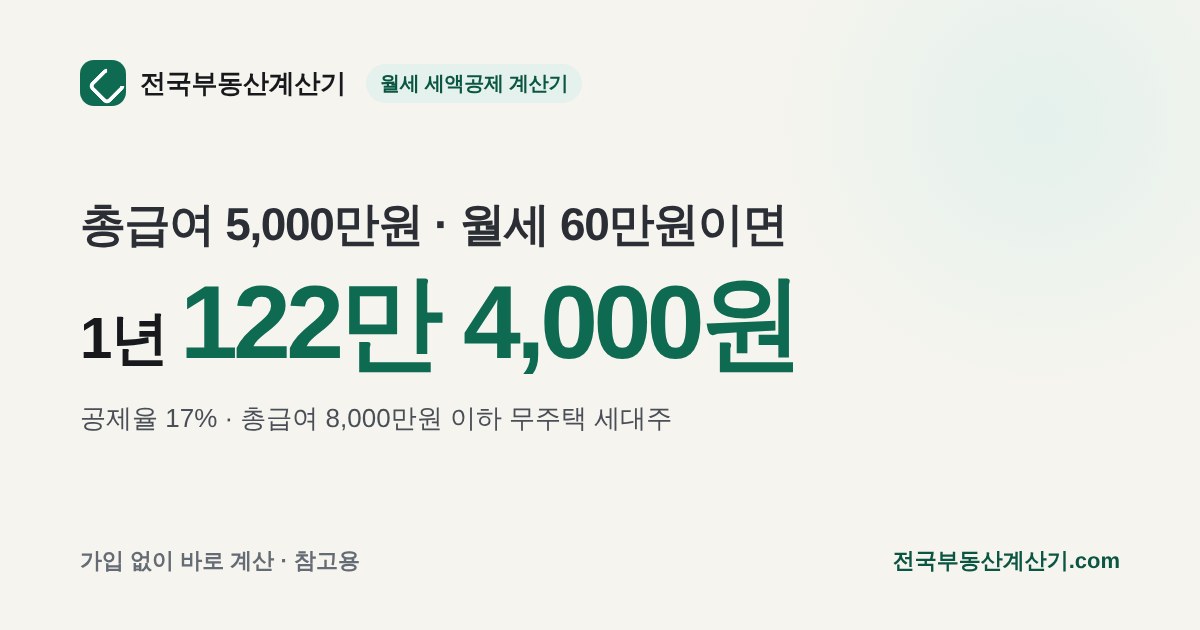 전국부동산계산기 월세 세액공제 계산기
총급여 5,000만원 · 월세 60만원이면
1년 122만 4,000원
공제율 17% · 총급여 8,000만원 이하 무주택 세대주
가입 없이 바로 계산 · 참고용
전국부동산계산기.com